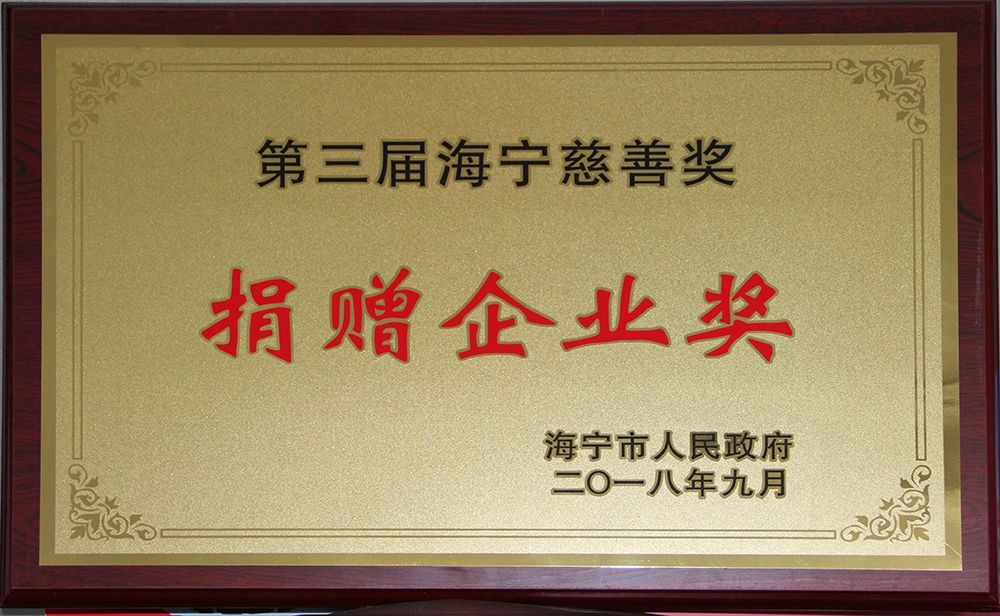 第三届海宁慈善奖
捐赠企业奖
海宁市人民政府
二〇一八年九月